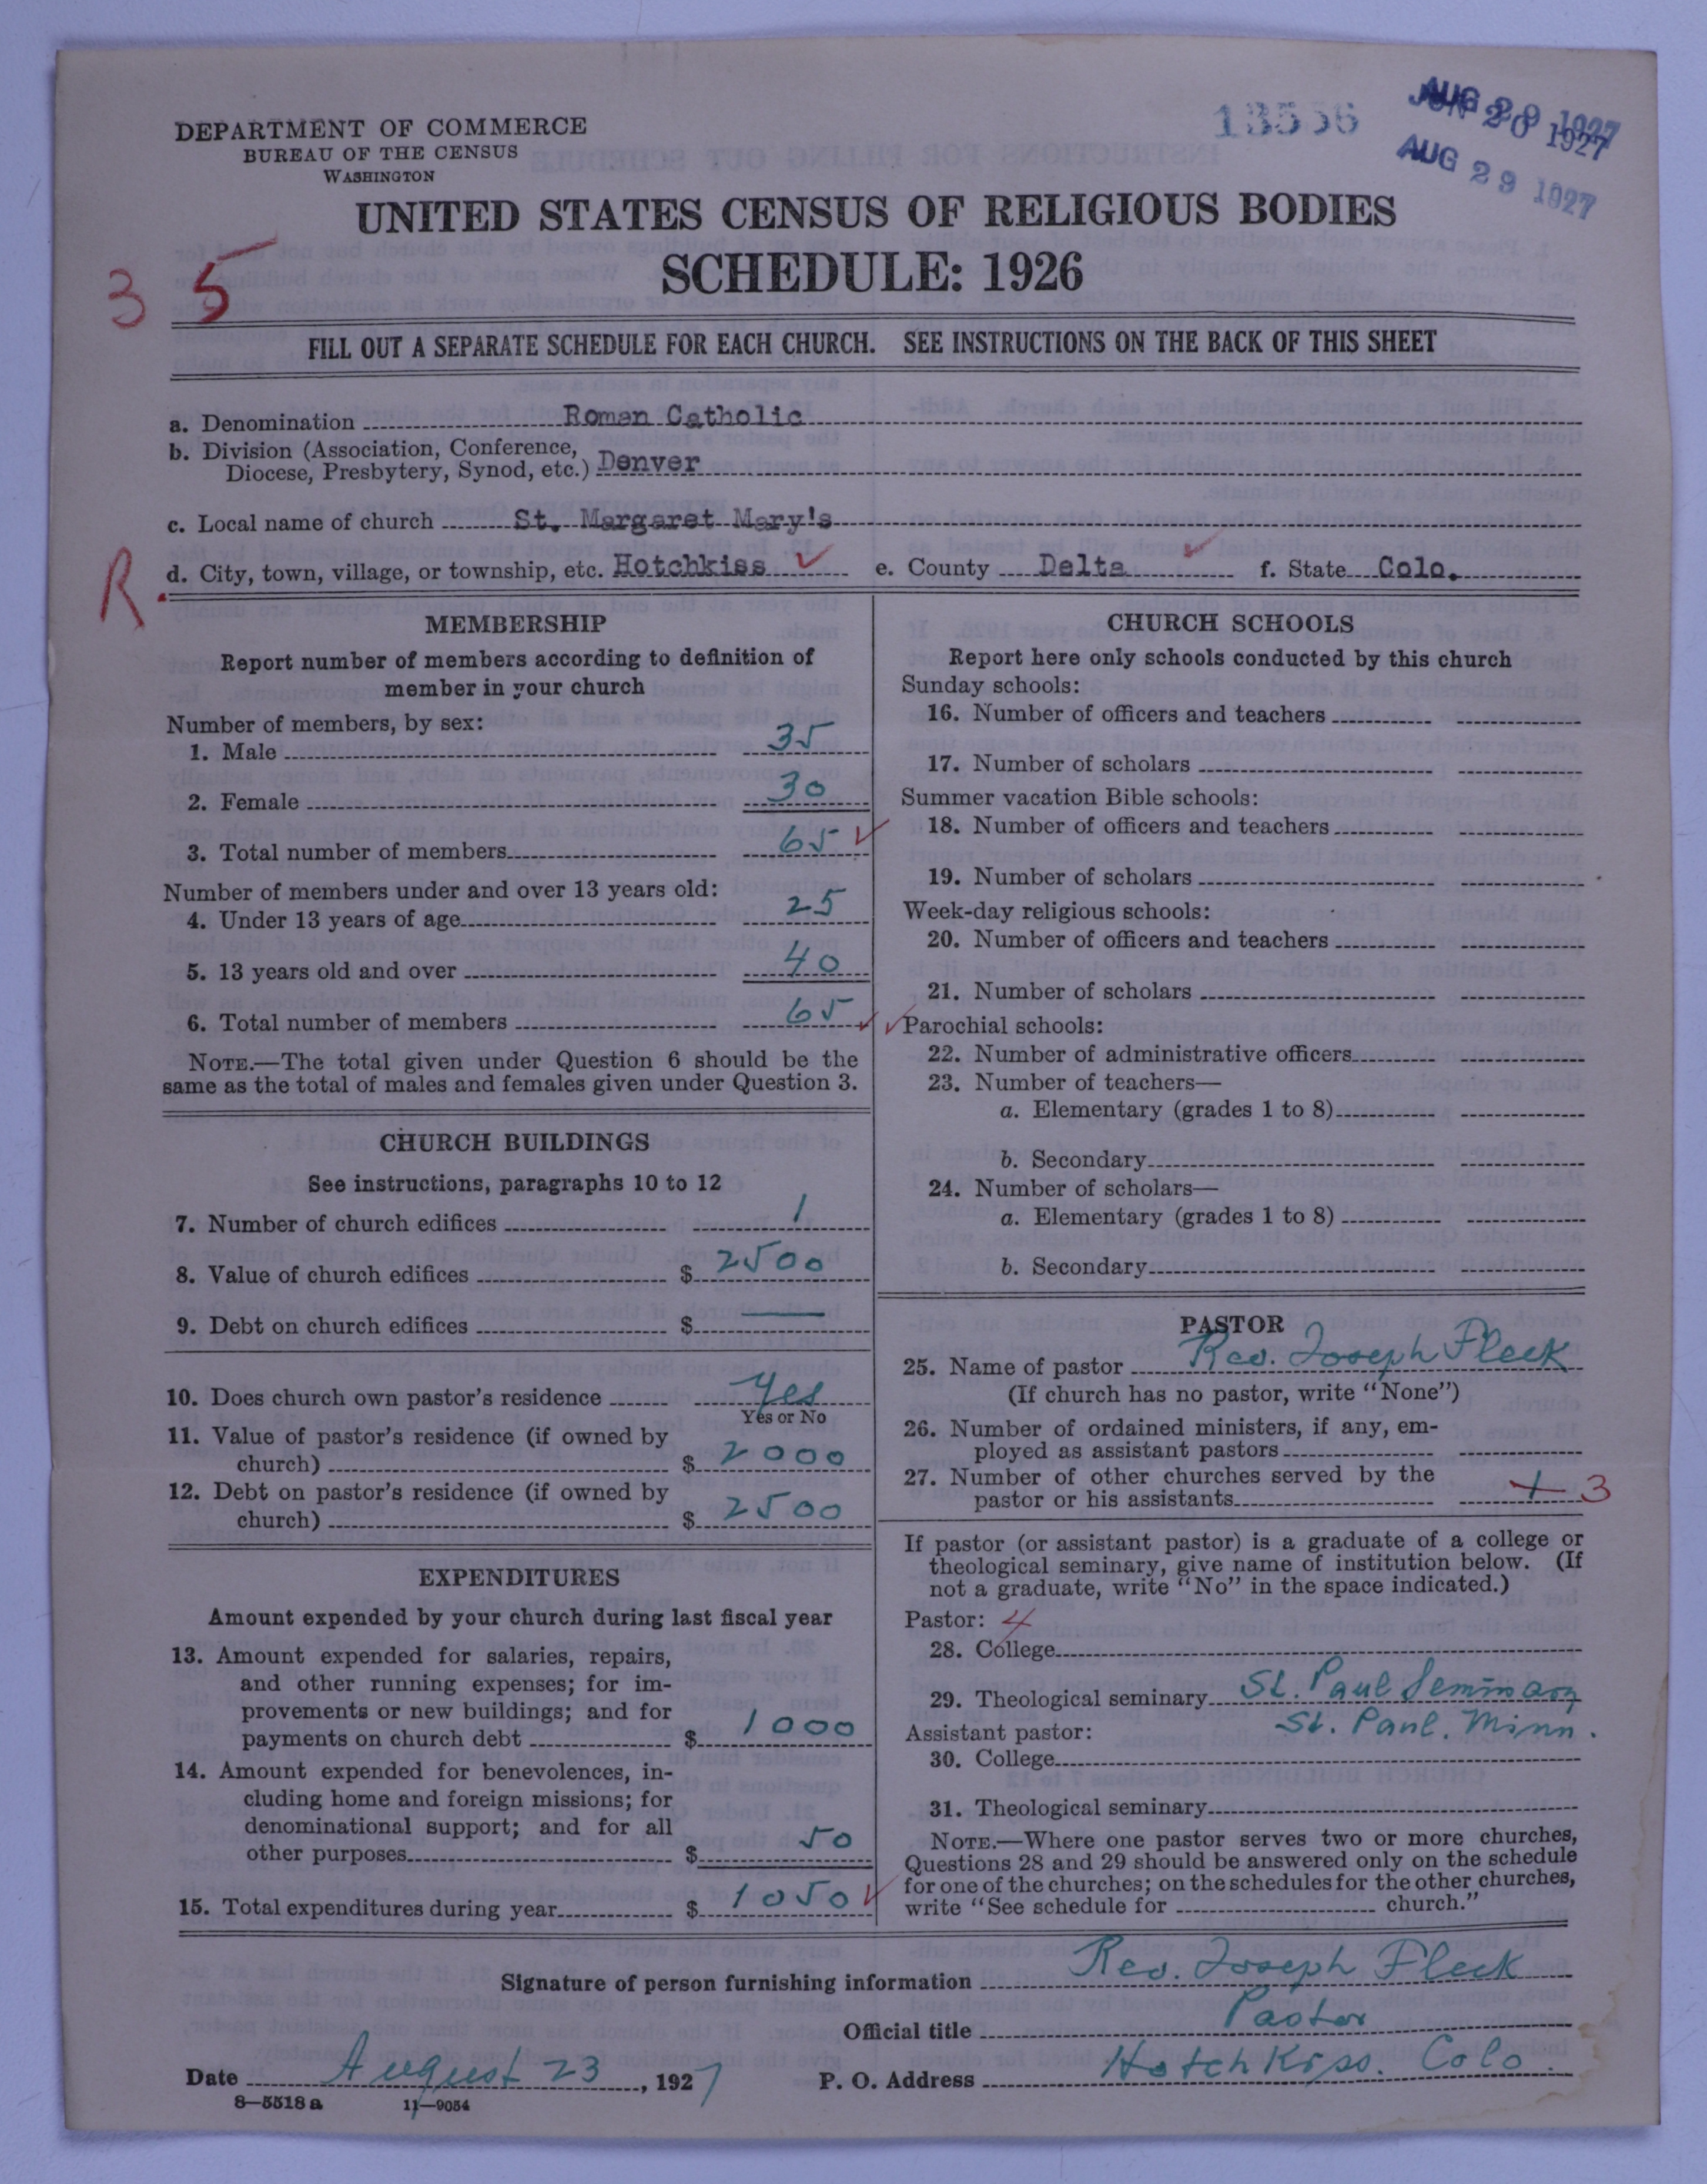 DEPARTMENT OF COMMERCE
BUREAU OF THE CENSUS
WASHINGTON
13556
AUG 29 1927
UNITED STATES CENSUS OF RELIGIOUS BODIES
SCHEDULE: 1926
35
FILL OUT A SEPARATE SCHEDULE FOR EACH CHURCH. SEE INSTRUCTIONS ON THE BACK OF THIS SHEET
a. Denomination Roman Catholic
b. Division (Association, Conference,
Diocese, Presbytery, Synod, etc.) Denver
c. Local name of church St. Margaret Mary's
R.
d. City, town, village, or township, etc. Hotchkiss ✓ e. County Delta ✓ f. State Colo.
MEMBERSHIP
Report number of members according to definition of
member in your church
Number of members, by sex:
1. Male 35
2. Female 30
3. Total number of members 65 ✓
Number of members under and over 13 years old:
4. Under 13 years of age 25
5. 13 years old and over 40
6. Total number of members 65 ✓
NOTE.—The total given under Question 6 should be the
same as the total of males and females given under Question 3.
CHURCH BUILDINGS
See instructions, paragraphs 10 to 12
7. Number of church edifices 1
8. Value of church edifices $ 2500
9. Debt on church edifices $ —
10. Does church own pastor's residence yes
Yes or No
11. Value of pastor's residence (if owned by
church) $ 2000
12. Debt on pastor's residence (if owned by
church) $ 2500
EXPENDITURES
Amount expended by your church during last fiscal year
13. Amount expended for salaries, repairs,
and other running expenses; for im-
provements or new buildings; and for
payments on church debt $ 1000
14. Amount expended for benevolences, in-
cluding home and foreign missions; for
denominational support; and for all
other purposes $ 50
15. Total expenditures during year $ 1050 ✓
CHURCH SCHOOLS
Report here only schools conducted by this church
Sunday schools:
16. Number of officers and teachers
17. Number of scholars
Summer vacation Bible schools:
18. Number of officers and teachers
19. Number of scholars
Week-day religious schools:
20. Number of officers and teachers
21. Number of scholars
✓ Parochial schools:
22. Number of administrative officers
23. Number of teachers—
a. Elementary (grades 1 to 8)
b. Secondary
24. Number of scholars—
a. Elementary (grades 1 to 8)
b. Secondary
PASTOR
25. Name of pastor Rev. Joseph Fleck
(If church has no pastor, write "None")
26. Number of ordained ministers, if any, em-
ployed as assistant pastors
27. Number of other churches served by the
pastor or his assistants 3
If pastor (or assistant pastor) is a graduate of a college or
theological seminary, give name of institution below. (If
not a graduate, write "No" in the space indicated.)
Pastor: 4
28. College
29. Theological seminary St. Paul Seminary
Assistant pastor: St. Paul. Minn.
30. College
31. Theological seminary
NOTE.—Where one pastor serves two or more churches,
Questions 28 and 29 should be answered only on the schedule
for one of the churches; on the schedules for the other churches,
write "See schedule for church."
Signature of person furnishing information Rev. Joseph Fleck
Official title Pastor
Date August 23, 1927 P. O. Address Hotchkiss. Colo.
8—5518 a 11—9054